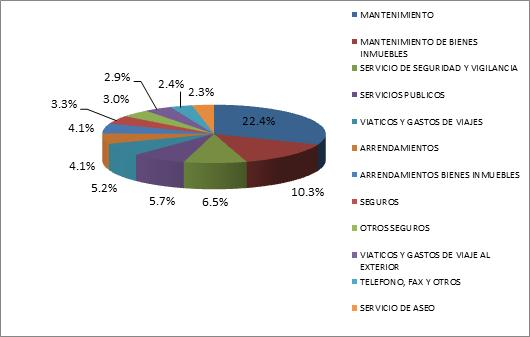 22.4%
10.3%
6.5%
5.7%
5.2%
4.1%
4.1%
3.3%
3.0%
2.9%
2.4%
2.3%
MANTENIMIENTO
MANTENIMIENTO DE BIENES
INMUEBLES
SERVICIO DE SEGURIDAD Y VIGILANCIA
SERVICIOS PUBLICOS
VIATICOS Y GASTOS DE VIAJES
ARRENDAMIENTOS
ARRENDAMIENTOS BIENES INMUEBLES
SEGUROS
OTROS SEGUROS
VIATICOS Y GASTOS DE VIAJE AL
EXTERIOR
TELEFONO, FAX Y OTROS
SERVICIO DE ASEO